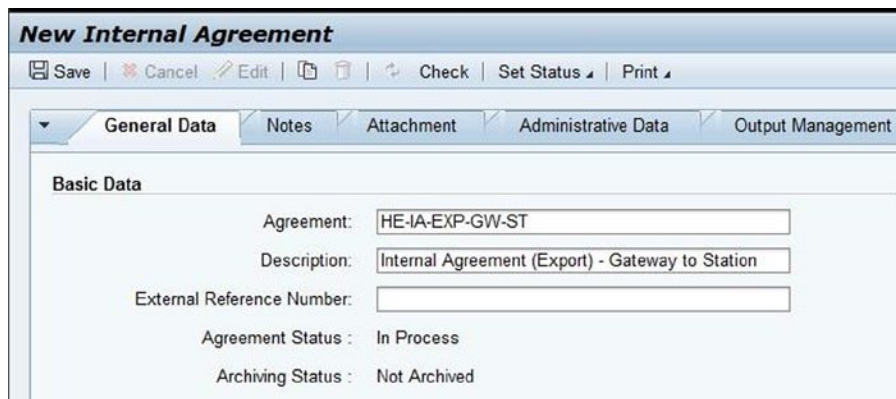 New Internal Agreement
Save | Cancel Edit | | Check | Set Status | Print
General Data Notes Attachment Administrative Data Output Management
Basic Data
Agreement: HE-IA-EXP-GW-ST
Description: Internal Agreement (Export) - Gateway to Station
External Reference Number:
Agreement Status : In Process
Archiving Status : Not Archived